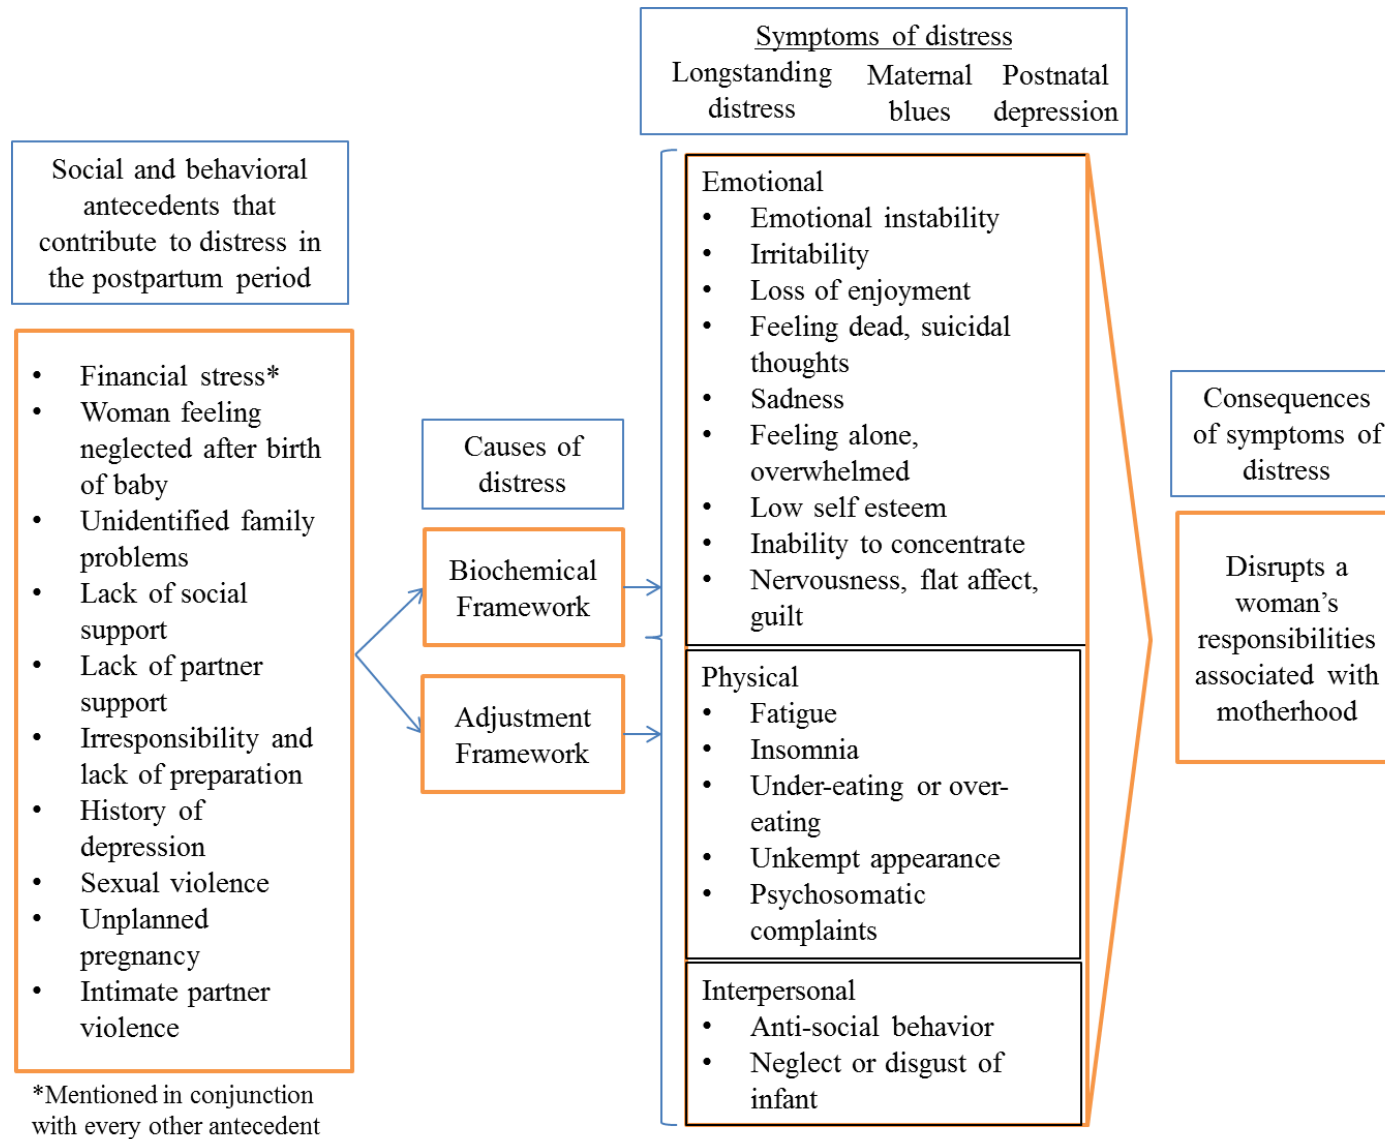 Social and behavioral
antecedents that
contribute to distress in
the postpartum period
• Financial stress*
• Woman feeling
neglected after birth
of baby
• Unidentified family
problems
• Lack of social
support
• Lack of partner
support
• Irresponsibility and
lack of preparation
• History of
depression
• Sexual violence
• Unplanned
pregnancy
• Intimate partner
violence
*Mentioned in conjunction
with every other antecedent
Causes of
distress
Biochemical
Framework
Adjustment
Framework
Symptoms of distress
Longstanding
distress
Maternal
blues
Postnatal
depression
Emotional
• Emotional instability
• Irritability
• Loss of enjoyment
• Feeling dead, suicidal
thoughts
• Sadness
• Feeling alone,
overwhelmed
• Low self esteem
• Inability to concentrate
• Nervousness, flat affect,
guilt
Physical
• Fatigue
• Insomnia
• Under-eating or over-
eating
• Unkempt appearance
• Psychosomatic
complaints
Interpersonal
• Anti-social behavior
• Neglect or disgust of
infant
Consequences
of symptoms of
distress
Disrupts a
woman’s
responsibilities
associated with
motherhood